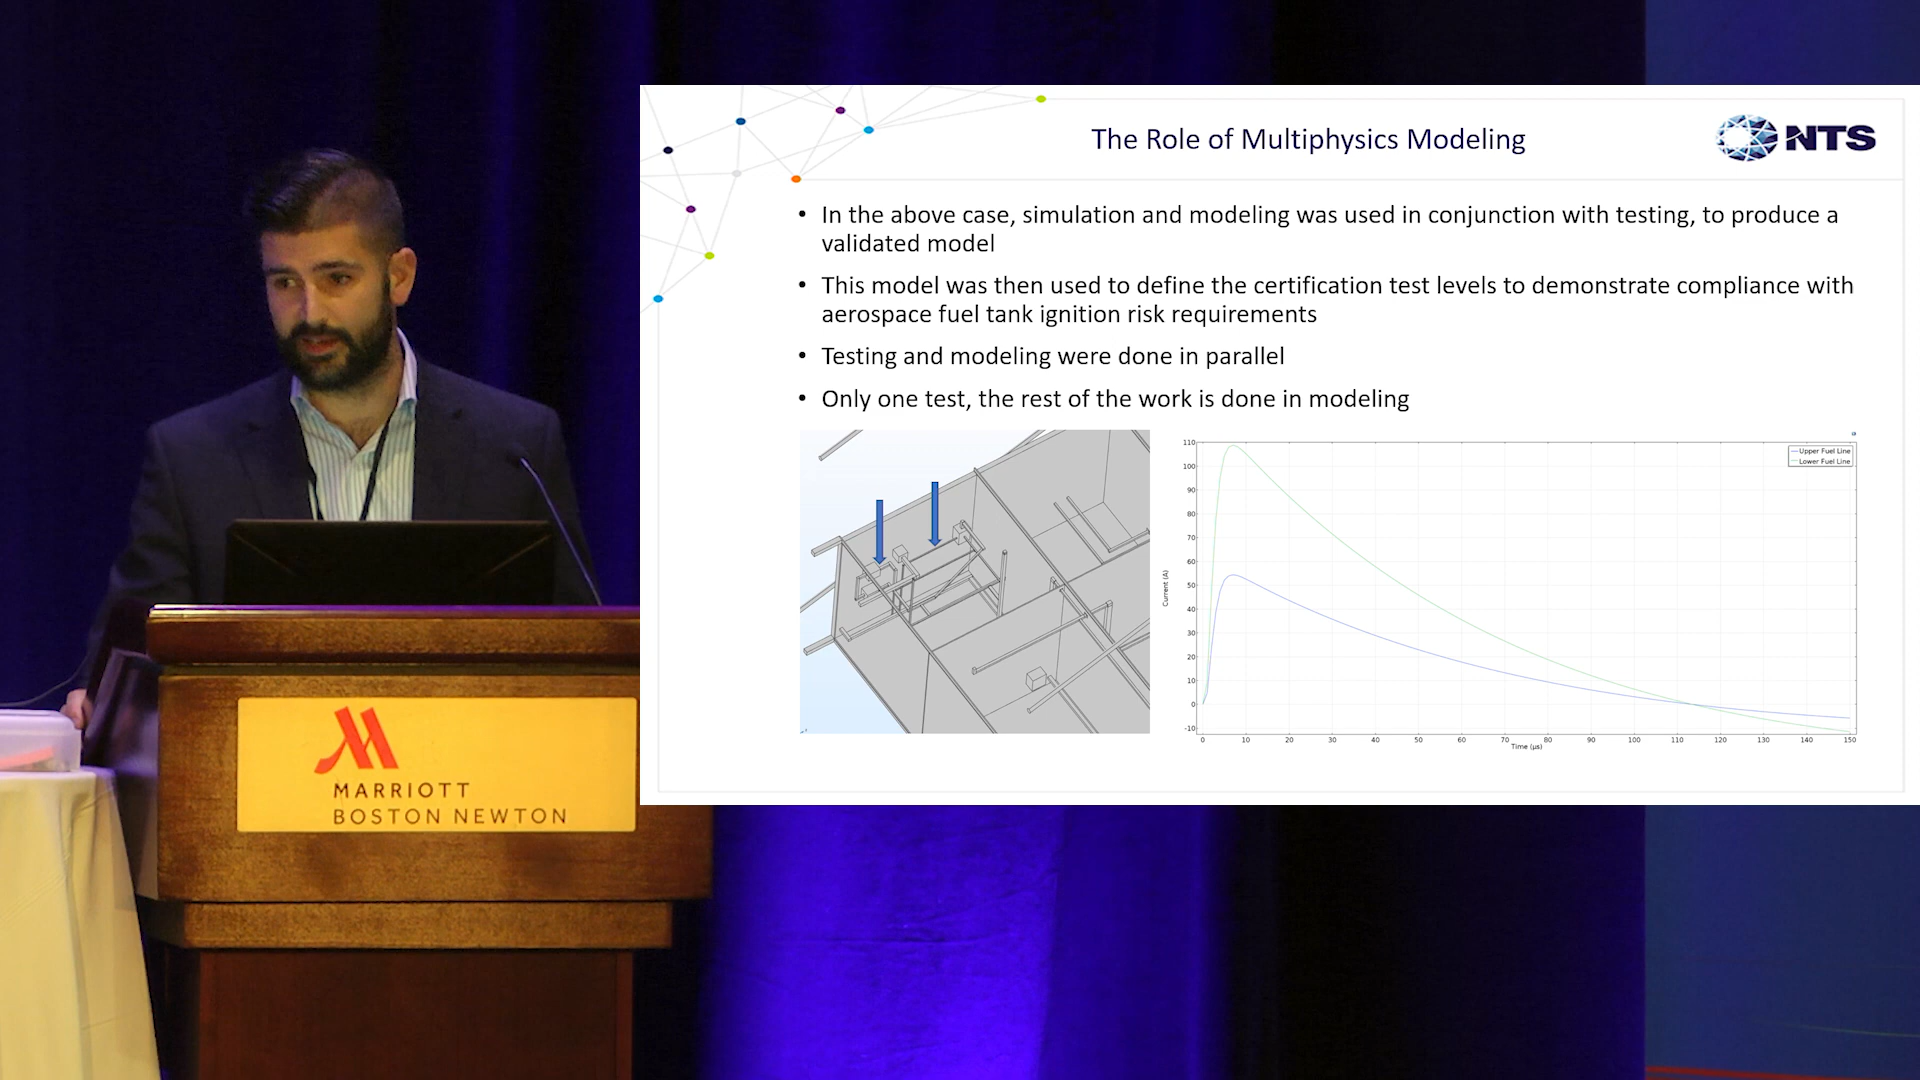 The Role of Multiphysics Modeling
NTS
• In the above case, simulation and modeling was used in conjunction with testing, to produce a
validated model
• This model was then used to define the certification test levels to demonstrate compliance with
aerospace fuel tank ignition risk requirements
• Testing and modeling were done in parallel
• Only one test, the rest of the work is done in modeling
110
100
90
80
70
60
50
40
30
20
10
0
-10
Current (A)
Upper Fuel Line
Lower Fuel Line
0 10 20 30 40 50 60 70 80 90 100 110 120 130 140 150
Time (µs)
MARRIOTT
BOSTON NEWTON